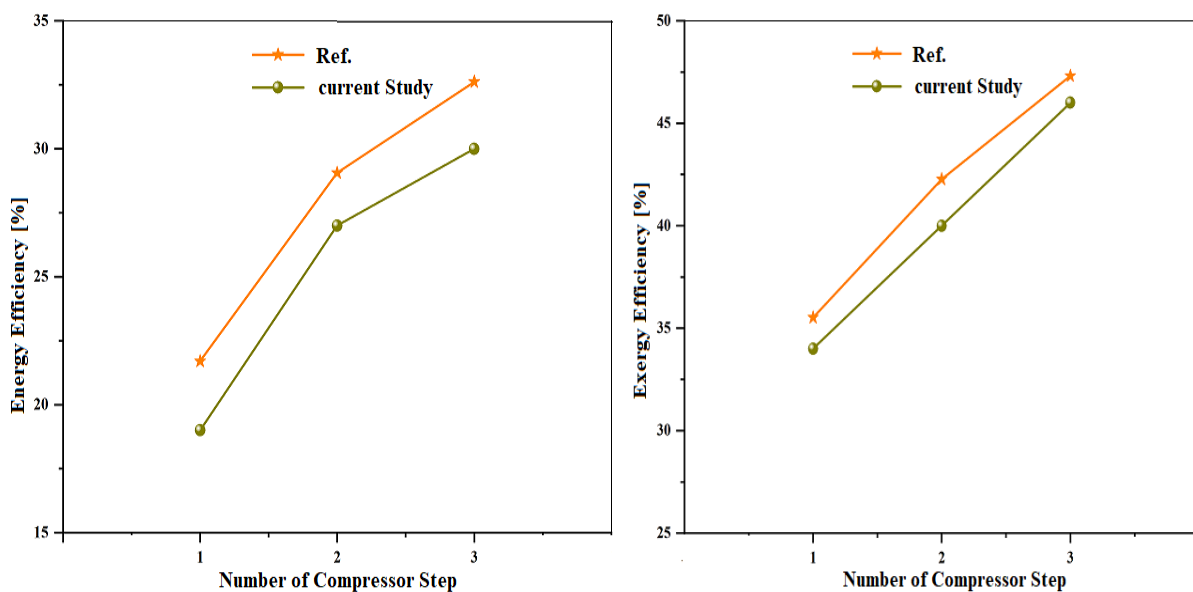 35
30
25
20
15
Energy Efficiency [%]
Ref.
current Study
1 2 3
Number of Compressor Step
50
45
40
35
30
25
Exergy Efficiency [%]
Ref.
current Study
1 2 3
Number of Compressor Step